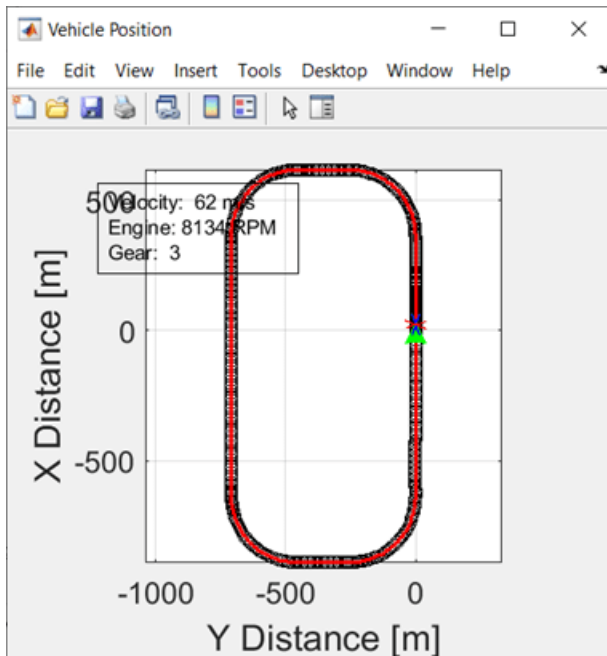 Vehicle Position
File Edit View Insert Tools Desktop Window Help
500
Velocity: 62 m/s
Engine: 8134 RPM
Gear: 3
0
-500
X Distance [m]
-1000 -500 0
Y Distance [m]